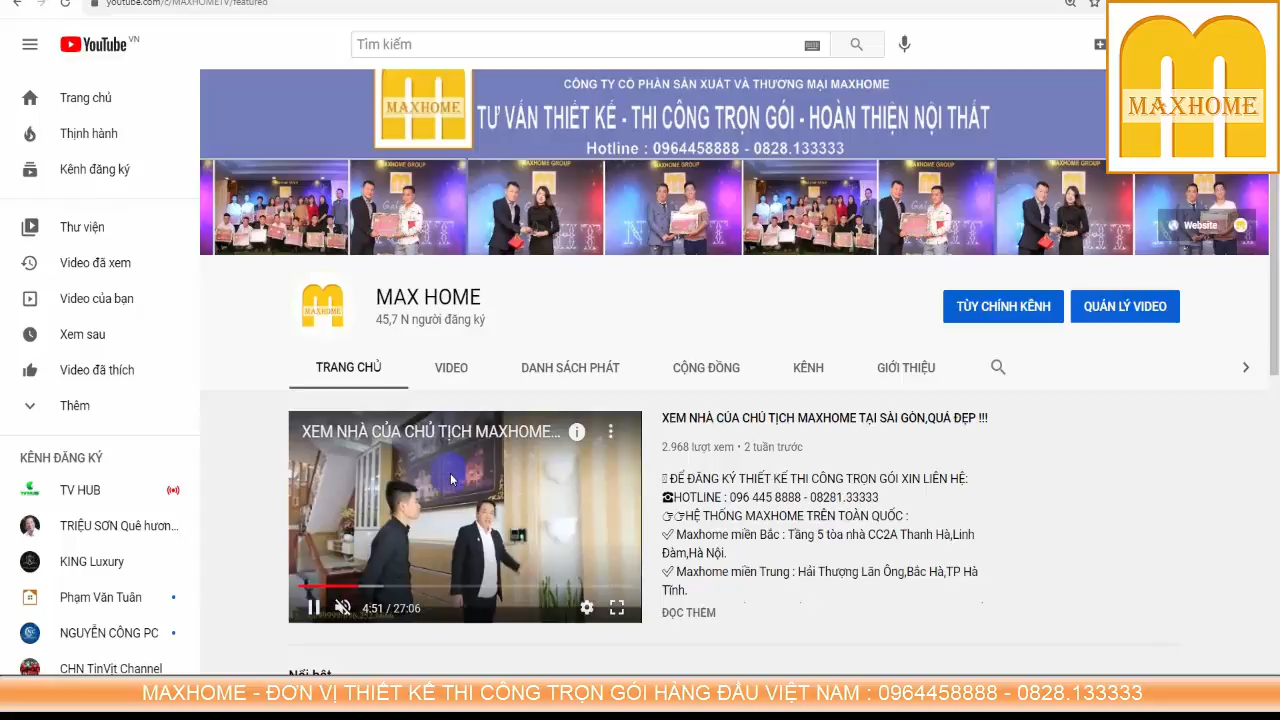 youtube.com/c/MAXHOMETV/featured
YouTube VN
Tìm kiếm
MAXHOME
Trang chủ
Thịnh hành
Kênh đăng ký
Thư viện
Video đã xem
Video của bạn
Xem sau
Video đã thích
Thêm
KÊNH ĐĂNG KÝ
TV HUB
TRIỆU SƠN Quê hươn...
KING Luxury
Phạm Văn Tuân
NGUYỄN CÔNG PC
CHN TinVịt Channel
CÔNG TY CỔ PHẦN SẢN XUẤT VÀ THƯƠNG MẠI MAXHOME
MAXHOME
TƯ VẤN THIẾT KẾ - THI CÔNG TRỌN GÓI - HOÀN THIỆN NỘI THẤT
Hotline : 0964458888 - 0828.133333
Website
MAXHOME
MAX HOME
45,7 N người đăng ký
TÙY CHỈNH KÊNH
QUẢN LÝ VIDEO
TRANG CHỦ
VIDEO
DANH SÁCH PHÁT
CỘNG ĐỒNG
KÊNH
GIỚI THIỆU
XEM NHÀ CỦA CHỦ TỊCH MAXHOME...
4:51 / 27:06
XEM NHÀ CỦA CHỦ TỊCH MAXHOME TẠI SÀI GÒN,QUÁ ĐẸP !!!
2.968 lượt xem • 2 tuần trước
ĐỂ ĐĂNG KÝ THIẾT KẾ THI CÔNG TRỌN GÓI XIN LIÊN HỆ:
☎HOTLINE : 096 445 8888 - 08281.33333
👉👉HỆ THỐNG MAXHOME TRÊN TOÀN QUỐC :
✅ Maxhome miền Bắc : Tầng 5 tòa nhà CC2A Thanh Hà,Linh
Đàm,Hà Nội.
✅ Maxhome miền Trung : Hải Thượng Lãn Ông,Bắc Hà,TP Hà
Tĩnh.
ĐỌC THÊM
Nổi bật
MAXHOME - ĐƠN VỊ THIẾT KẾ THI CÔNG TRỌN GÓI HÀNG ĐẦU VIỆT NAM : 0964458888 - 0828.133333